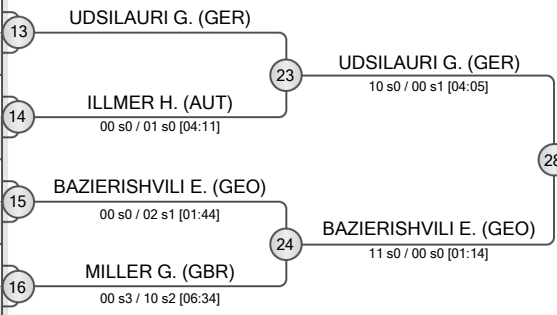 UDSILAURI G. (GER)
13
23
UDSILAURI G. (GER)
10 s0 / 00 s1 [04:05]
14
ILLMER H. (AUT)
00 s0 / 01 s0 [04:11]
28
15
BAZIERISHVILI E. (GEO)
00 s0 / 02 s1 [01:44]
24
BAZIERISHVILI E. (GEO)
11 s0 / 00 s0 [01:14]
16
MILLER G. (GBR)
00 s3 / 10 s2 [06:34]